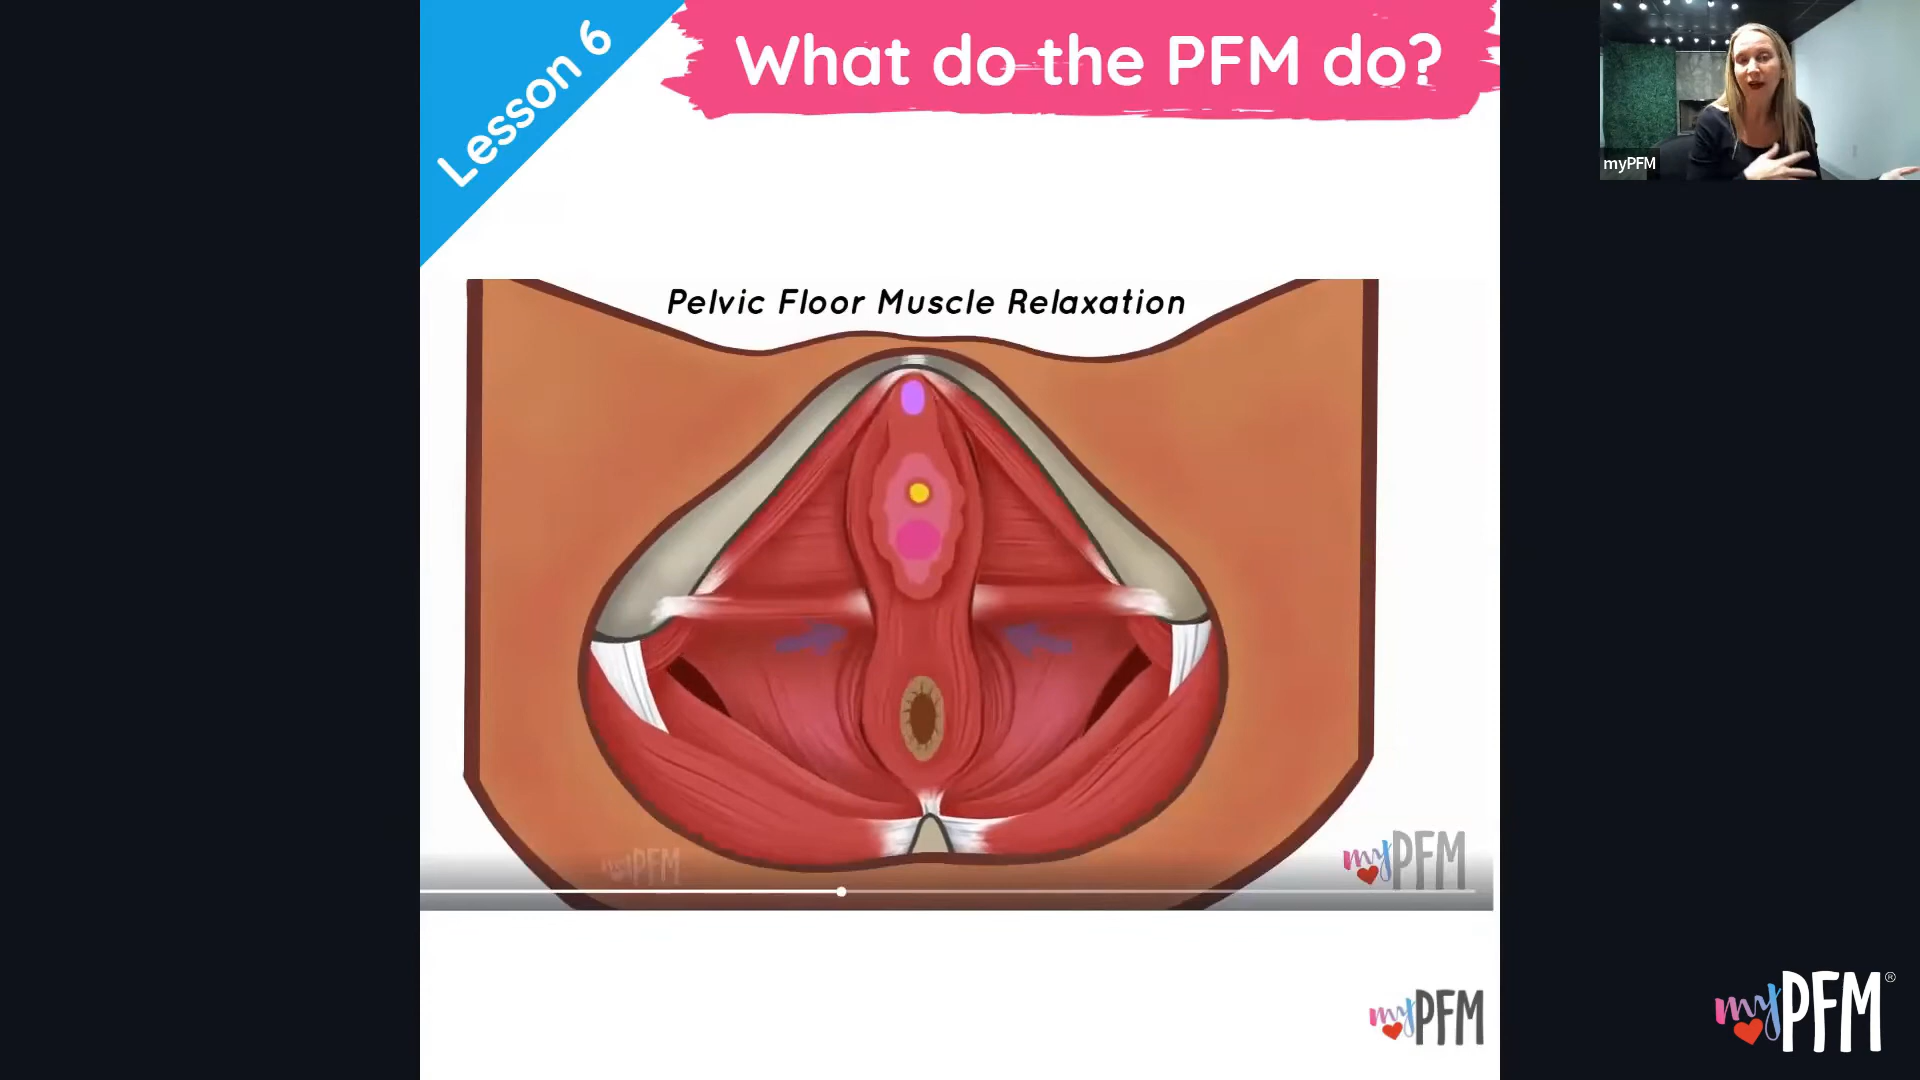 Lesson 6
What do the PFM do?
myPFM
Pelvic Floor Muscle Relaxation
myPFM
myPFM
myPFM
myPFM®